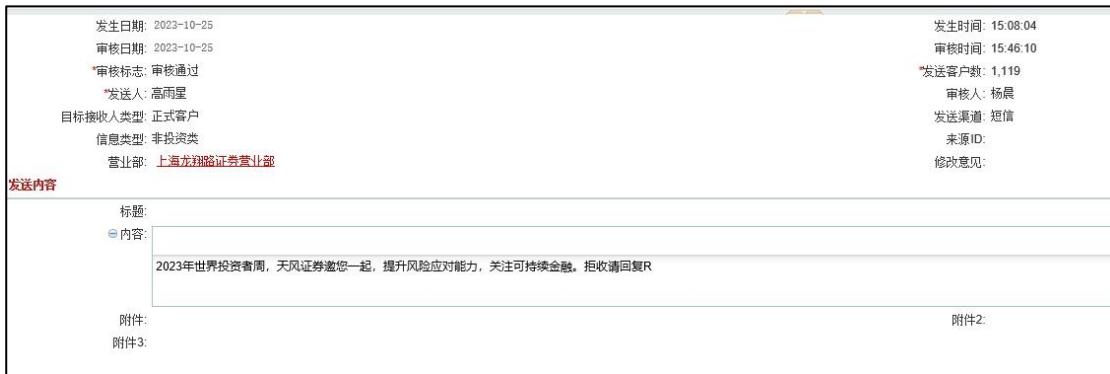 发生日期: 2023-10-25 发生时间: 15:08:04
审核日期: 2023-10-25 审核时间: 15:46:10
*审核标志: 审核通过 *发送客户数: 1,119
*发送人: 高雨星 审核人: 杨晨
目标接收人类型: 正式客户 发送渠道: 短信
信息类型: 非投资类 来源ID:
营业部: 上海龙翔路证券营业部 修改意见:
发送内容
标题:
内容:
2023年世界投资者周，天风证券邀您一起，提升风险应对能力，关注可持续金融。拒收请回复R
附件: 附件2:
附件3: